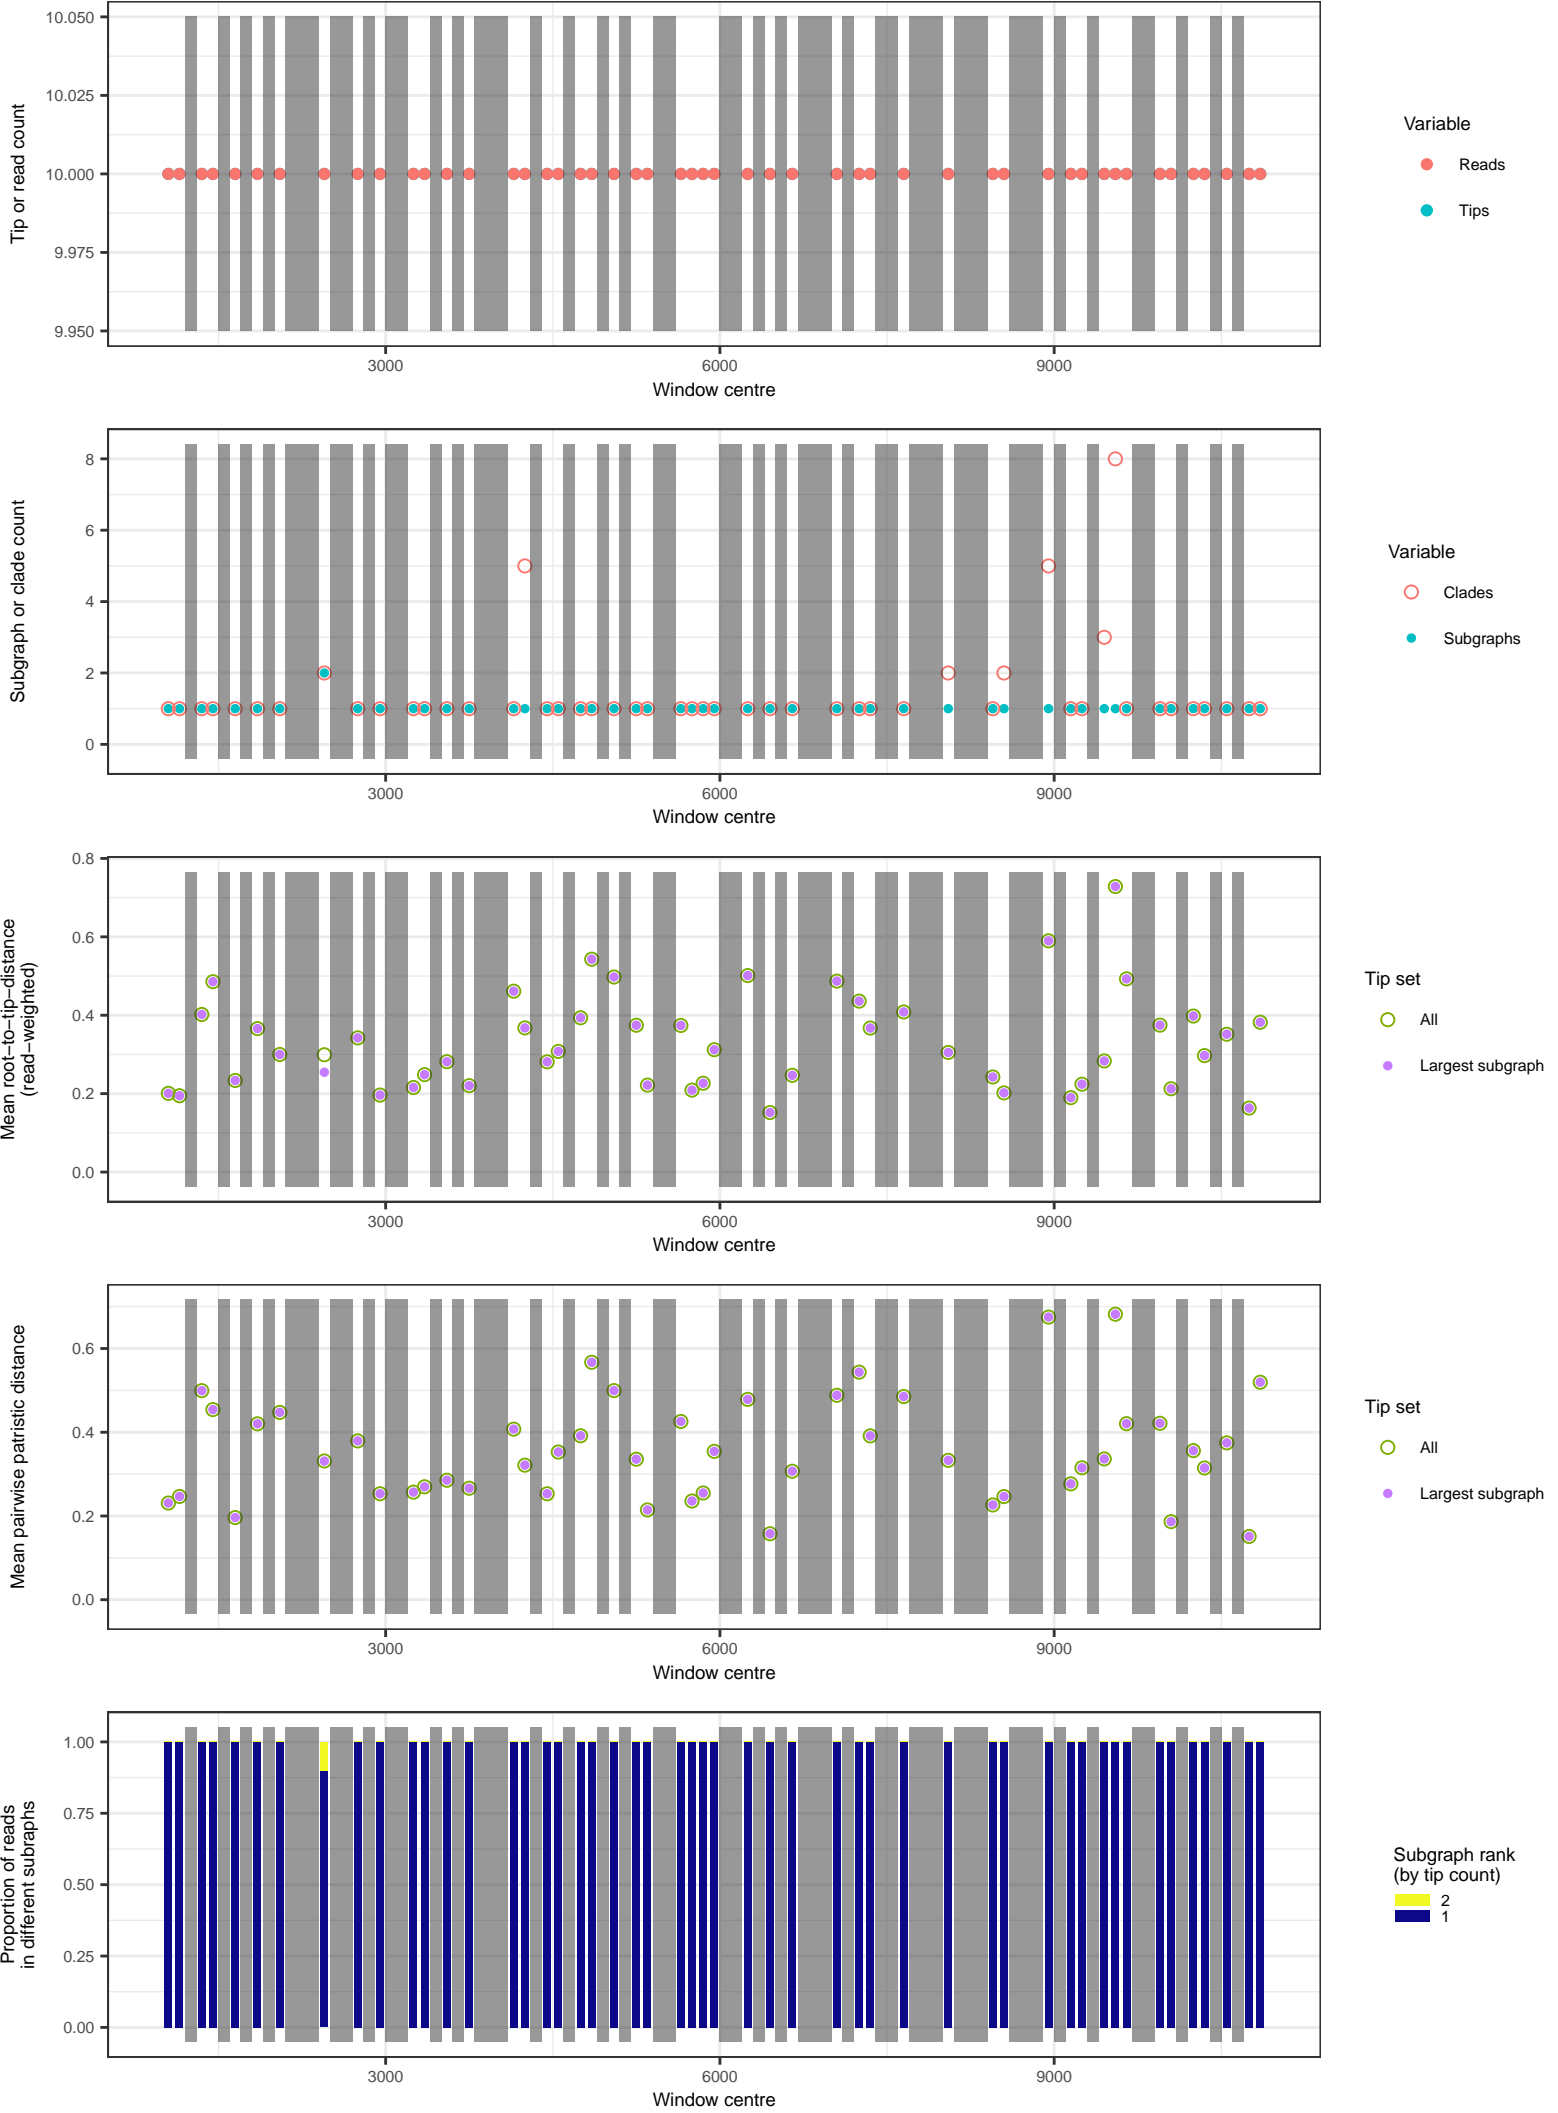 10.050
10.025
10.000
9.975
9.950
Tip or read count
3000
6000
9000
Window centre
Variable
Reads
Tips
8
6
4
2
0
Subgraph or clade count
3000
6000
9000
Window centre
Variable
Clades
Subgraphs
0.8
0.6
0.4
0.2
0.0
Mean root−to−tip−distance
(read−weighted)
3000
6000
9000
Window centre
Tip set
All
Largest subgraph
0.6
0.4
0.2
0.0
Mean pairwise patristic distance
3000
6000
9000
Window centre
Tip set
All
Largest subgraph
1.00
0.75
0.50
0.25
0.00
Proportion of reads
in different subraphs
3000
6000
9000
Window centre
Subgraph rank
(by tip count)
2
1